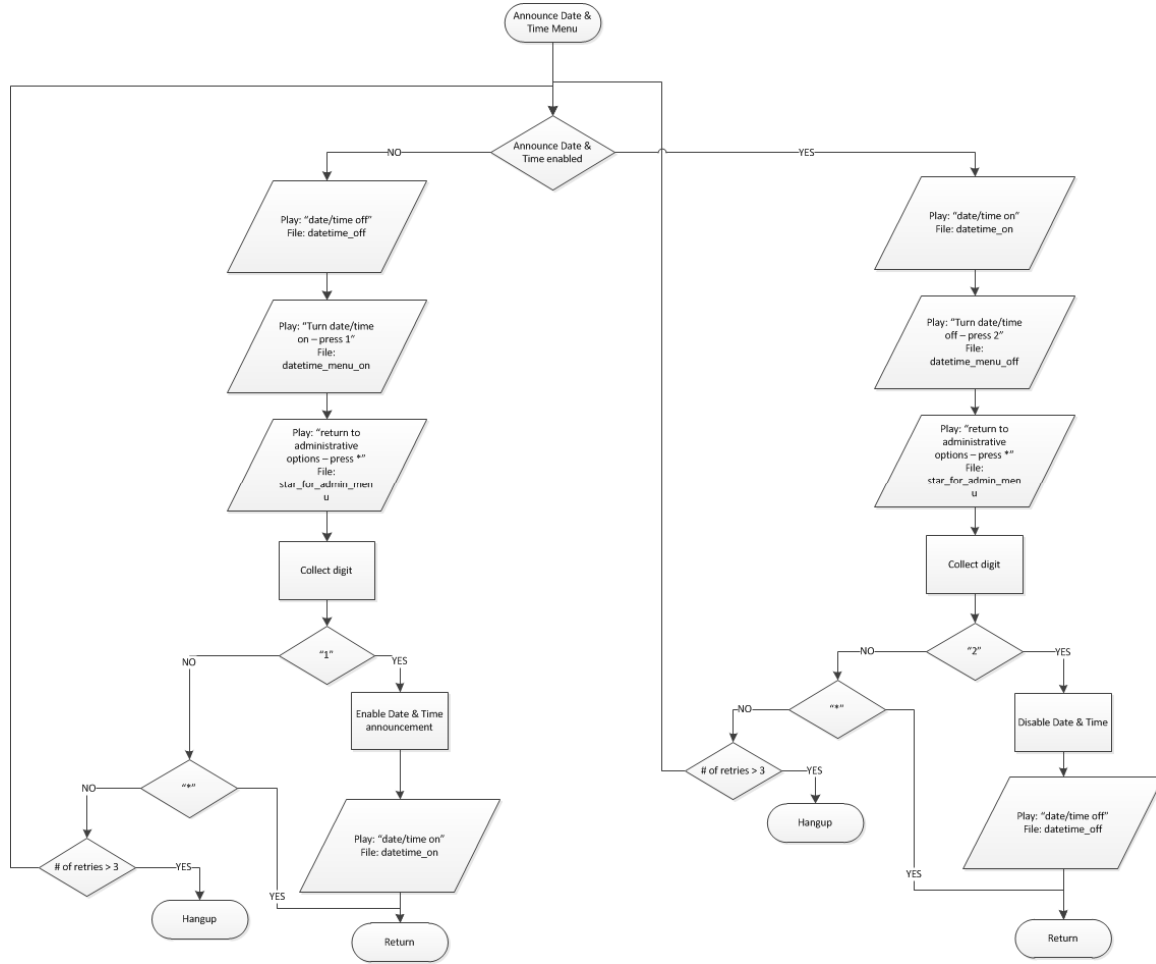 Announce Date &
Time Menu
Announce Date &
Time enabled
NO
YES
Play: “date/time off”
File: datetime_off
Play: “Turn date/time
on – press 1”
File:
datetime_menu_on
Play: “return to
administrative
options – press *”
File:
star_for_admin_men
u
Collect digit
“1”
NO
YES
Enable Date & Time
announcement
“*”
NO
YES
# of retries > 3
YES
Hangup
Play: “date/time on”
File: datetime_on
Return
Play: “date/time on”
File: datetime_on
Play: “Turn date/time
off – press 2”
File:
datetime_menu_off
Play: “return to
administrative
options – press *”
File:
star_for_admin_men
u
Collect digit
“2”
NO
YES
Disable Date & Time
“*”
NO
YES
# of retries > 3
YES
Hangup
Play: “date/time off”
File: datetime_off
Return